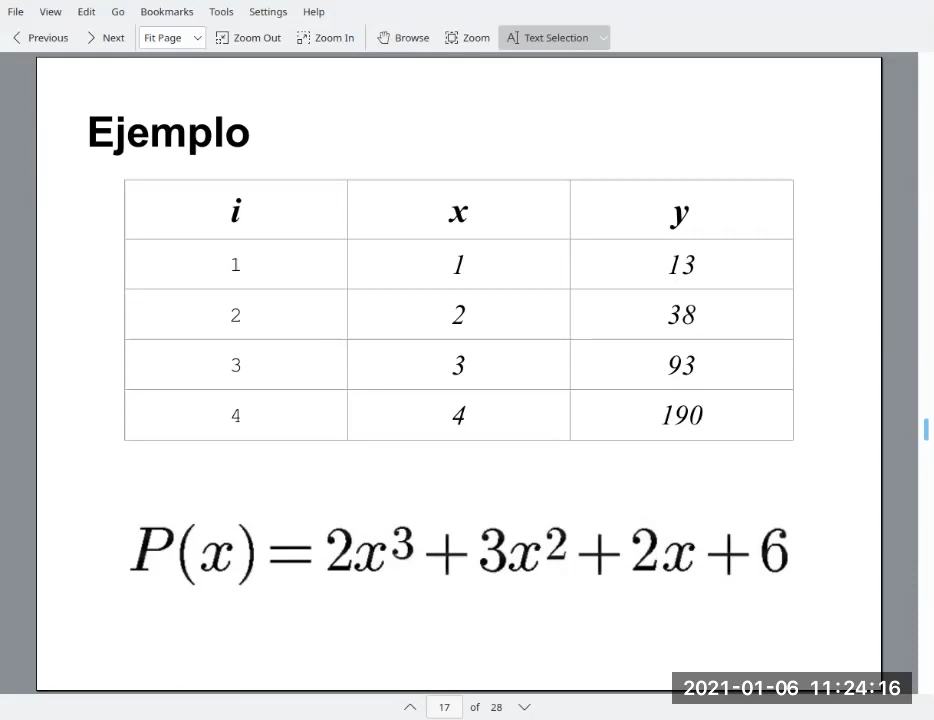 File View Edit Go Bookmarks Tools Settings Help
Previous Next Fit Page Zoom Out Zoom In Browse Zoom Text Selection
Ejemplo
i x y
1 1 13
2 2 38
3 3 93
4 4 190
P(x)=2x³+3x²+2x+6
2021-01-06 11:24:16
17 of 28